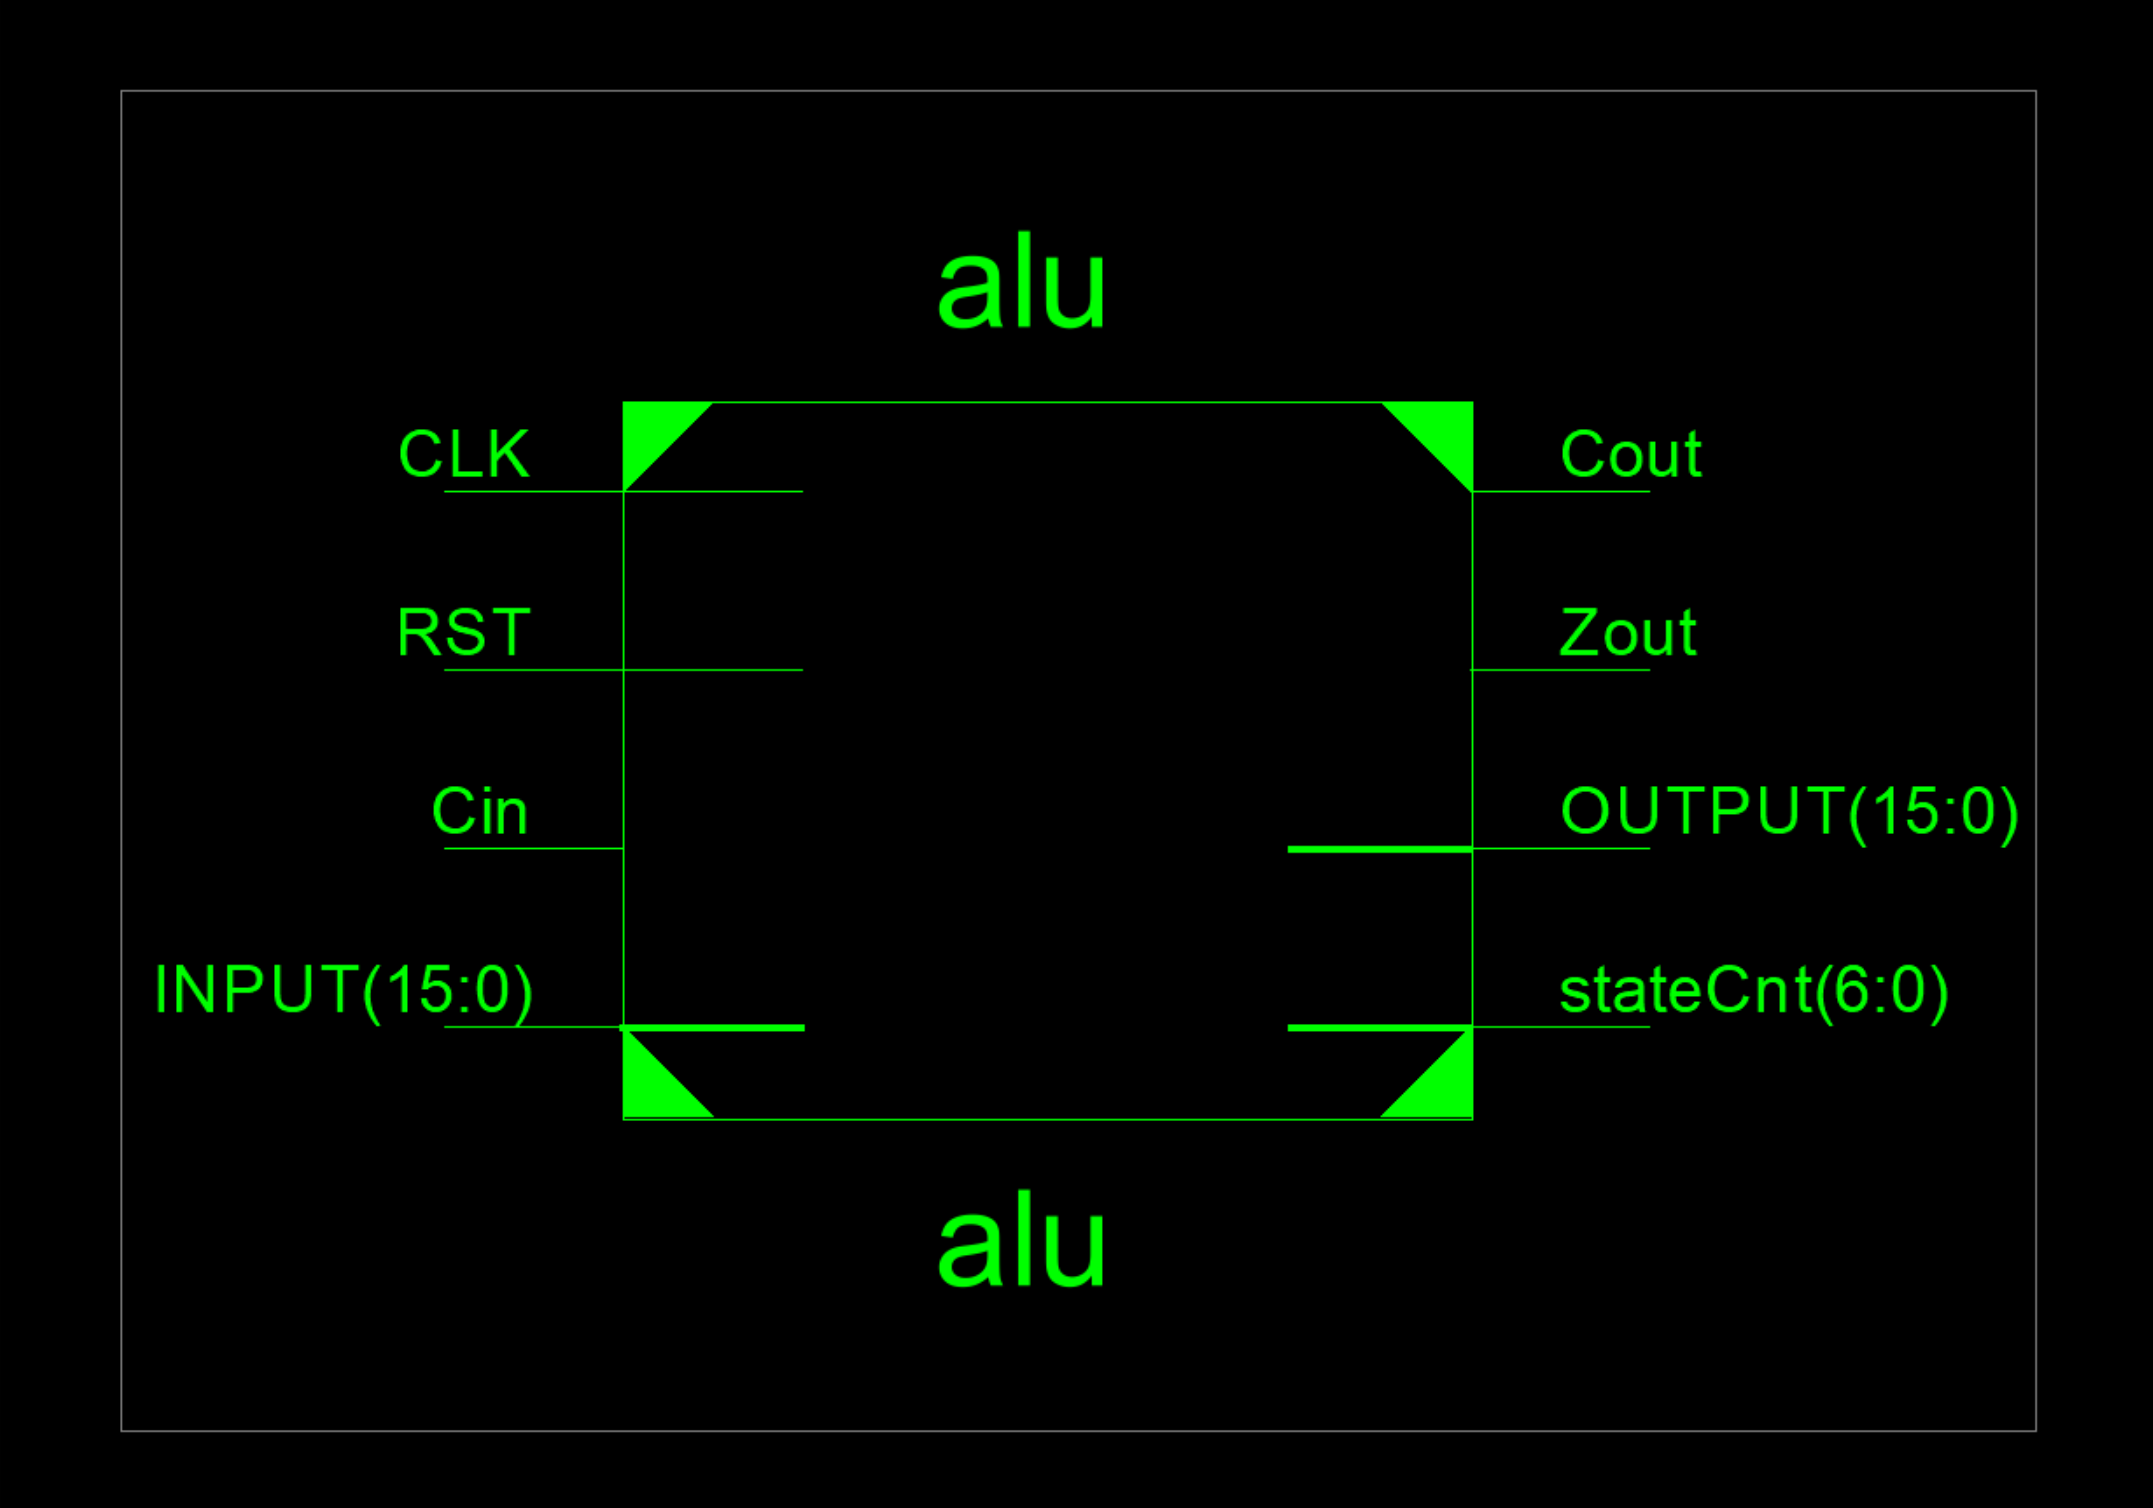 alu
CLK
Cout
RST
Zout
Cin
OUTPUT(15:0)
INPUT(15:0)
stateCnt(6:0)
alu